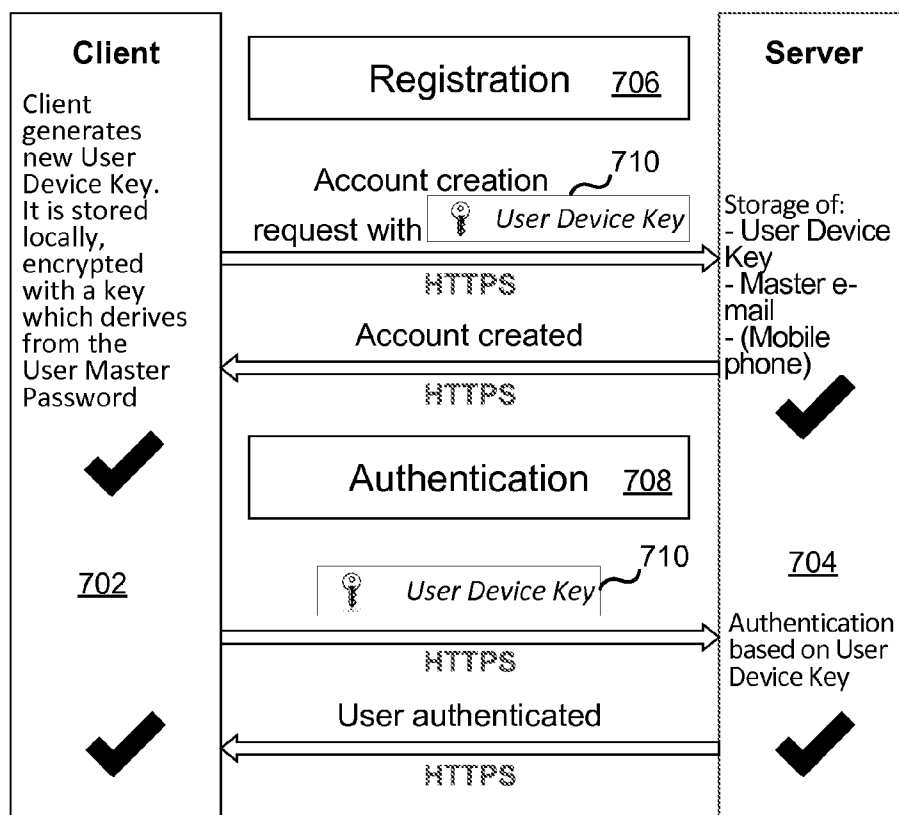 Client
Client
generates
new User
Device Key.
It is stored
locally,
encrypted
with a key
which derives
from the
User Master
Password
702
Registration 706
Account creation
710
request with User Device Key
HTTPS
Account created
HTTPS
Authentication 708
710
User Device Key
HTTPS
User authenticated
HTTPS
Server
Storage of:
- User Device
Key
- Master e-
mail
- (Mobile
phone)
704
Authentication
based on User
Device Key